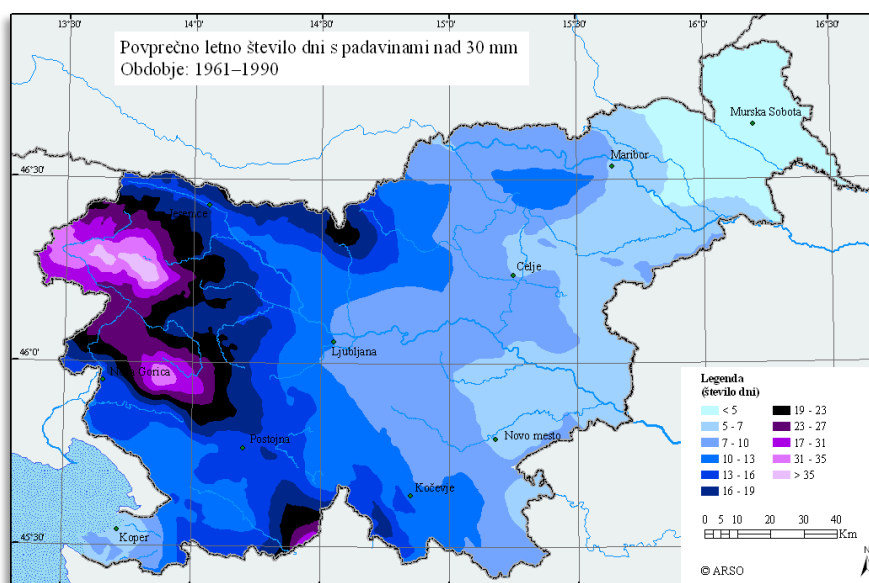 13°30' 14°0' 14°30' 15°0' 15°30' 16°0' 16°30'
Povprečno letno število dni s padavinami nad 30 mm
Obdobje: 1961–1990
Murska Sobota
46°30'
Maribor
Jesenice
Celje
46°0'
Ljubljana
Nova Gorica
Legenda
(število dni)
< 5
5 - 7
7 - 10
10 - 13
13 - 16
16 - 19
19 - 23
23 - 27
17 - 31
31 - 35
> 35
Postojna
Novo mesto
Kočevje
45°30'
Koper
0 5 10 20 30 40
Km
N
© ARSO